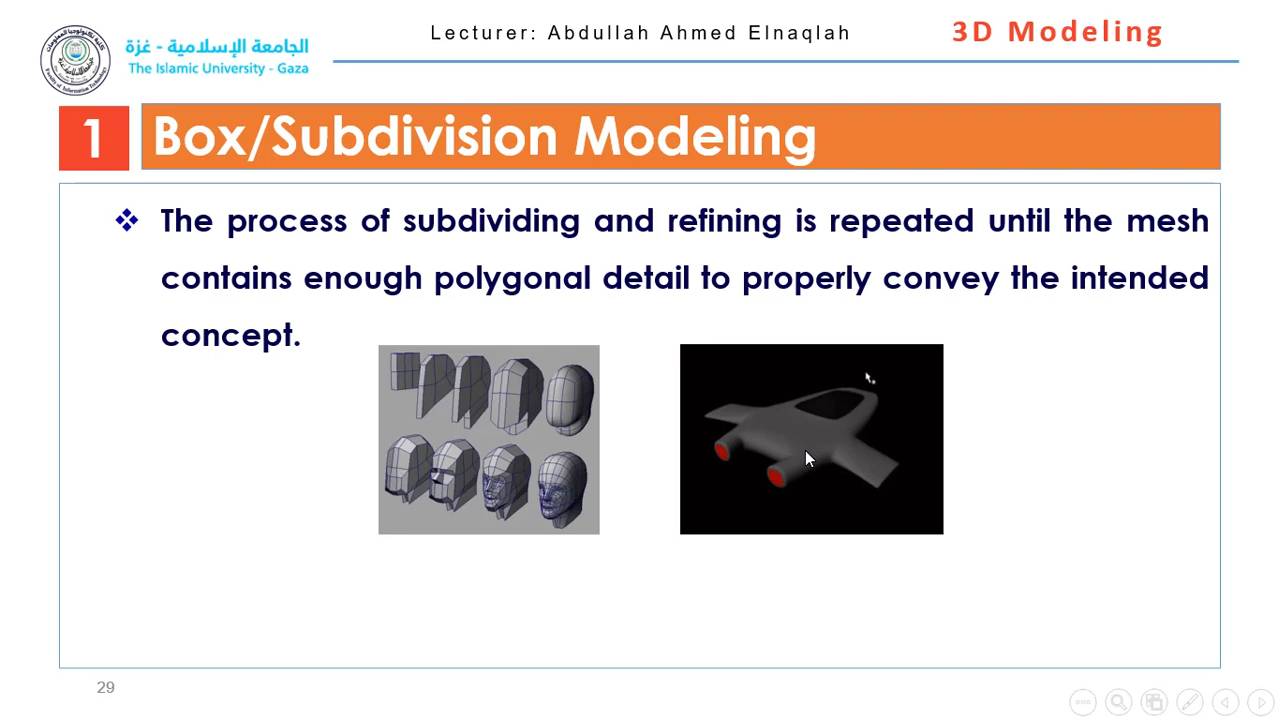 الجامعة الإسلامية - غزة
The Islamic University - Gaza
Lecturer: Abdullah Ahmed Elnaqlah
3D Modeling
1 Box/Subdivision Modeling
The process of subdividing and refining is repeated until the mesh
contains enough polygonal detail to properly convey the intended
concept.
29